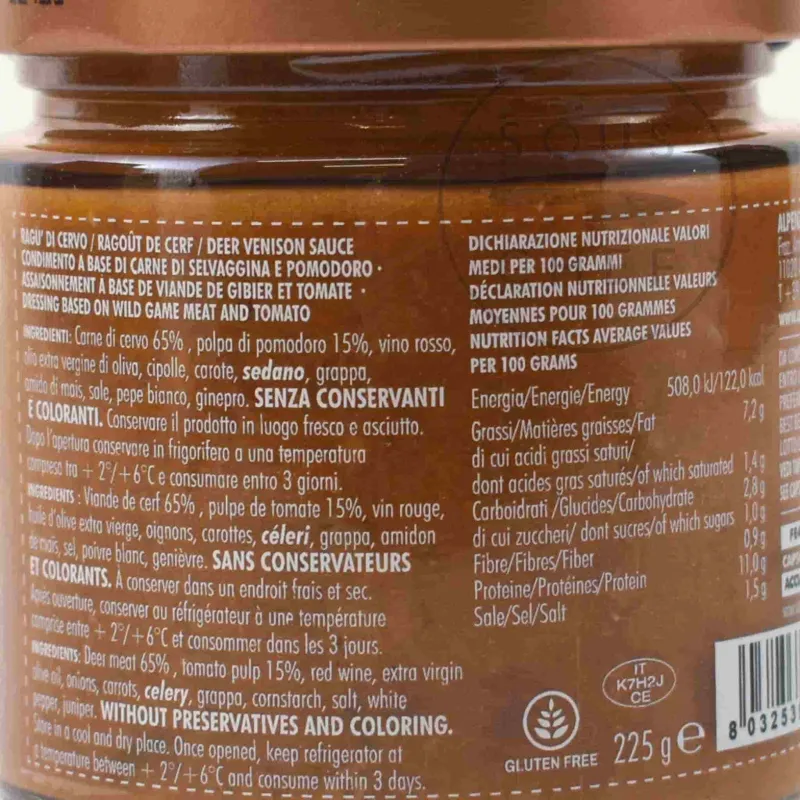 RAGU' DI CERVO / RAGOÛT DE CERF / DEER VENISON SAUCE
CONDIMENTO A BASE DI CARNE DI SELVAGGINA E POMODORO ·
ASSAISONNEMENT À BASE DE VIANDE DE GIBIER ET TOMATE ·
DRESSING BASED ON WILD GAME MEAT AND TOMATO
INGREDIENTI: Carne di cervo 65% , polpa di pomodoro 15%, vino rosso,
olio extra vergine di oliva, cipolle, carote, sedano, grappa,
amido di mais, sale, pepe bianco, ginepro. SENZA CONSERVANTI
E COLORANTI. Conservare il prodotto in luogo fresco e asciutto.
Dopo l'apertura conservare in frigorifero a una temperatura
compresa tra + 2°/+6°C e consumare entro 3 giorni.
INGREDIENTS : Viande de cerf 65% , pulpe de tomate 15%, vin rouge,
huile d'olive extra vierge, oignons, carottes, céleri, grappa, amidon
de mais, sel, poivre blanc, genièvre. SANS CONSERVATEURS
ET COLORANTS. À conserver dans un endroit frais et sec.
Après ouverture, conserver au réfrigérateur à une température
comprise entre + 2°/+6°C et consommer dans les 3 jours.
INGREDIENTS: Deer meat 65% , tomato pulp 15%, red wine, extra virgin
olive oil, onions, carrots, celery, grappa, cornstarch, salt, white
pepper, juniper. WITHOUT PRESERVATIVES AND COLORING.
Store in a cool and dry place. Once opened, keep refrigerator at
a temperature between + 2°/+6°C and consume within 3 days.
DICHIARAZIONE NUTRIZIONALE VALORI
MEDI PER 100 GRAMMI
DÉCLARATION NUTRITIONNELLE VALEURS
MOYENNES POUR 100 GRAMMES
NUTRITION FACTS AVERAGE VALUES
PER 100 GRAMS
Energia/Energie/Energy 508,0 kJ/122,0 kcal
Grassi/Matières graisses/Fat 7,2 g
di cui acidi grassi saturi/
dont acides gras saturés/of which saturated 1,4 g
Carboidrati /Glucides/Carbohydrate 2,8 g
di cui zuccheri/ dont sucres/of which sugars 1,0 g
Fibre/Fibres/Fiber 0,9 g
Proteine/Protéines/Protein 11,0 g
Sale/Sel/Salt 1,5 g
GLUTEN FREE
225 g e
IT
K7H2J
CE
8 03253
SOUS